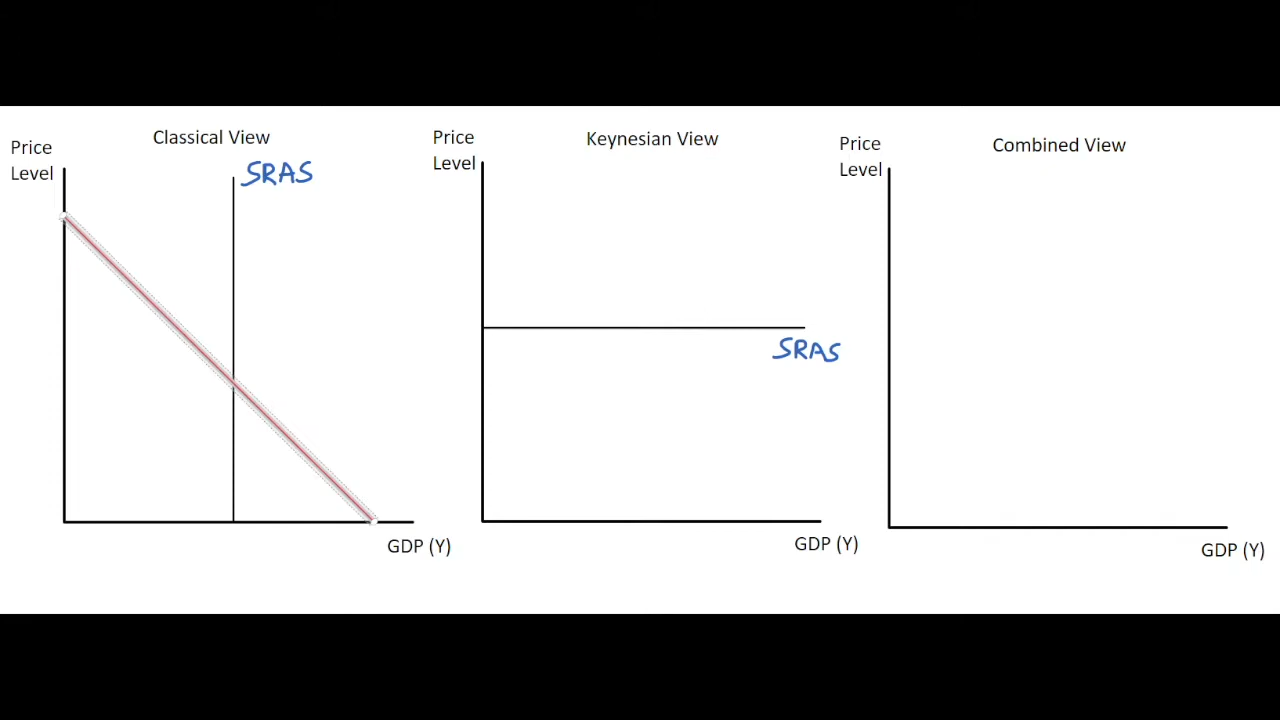 Classical View
Price
Level
SRAS
GDP (Y)
Keynesian View
Price
Level
SRAS
GDP (Y)
Combined View
Price
Level
GDP (Y)